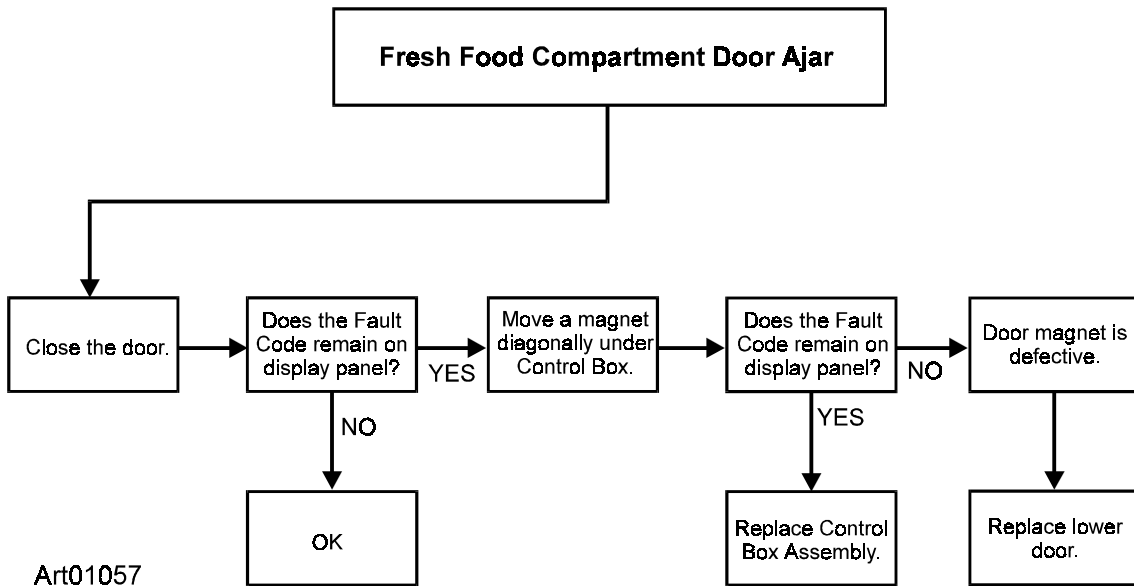 Fresh Food Compartment Door Ajar
Close the door.
Does the Fault
Code remain on
display panel?
YES
Move a magnet
diagonally under
Control Box.
Does the Fault
Code remain on
display panel?
NO
Door magnet is
defective.
NO
YES
OK
Replace Control
Box Assembly.
Replace lower
door.
Art01057